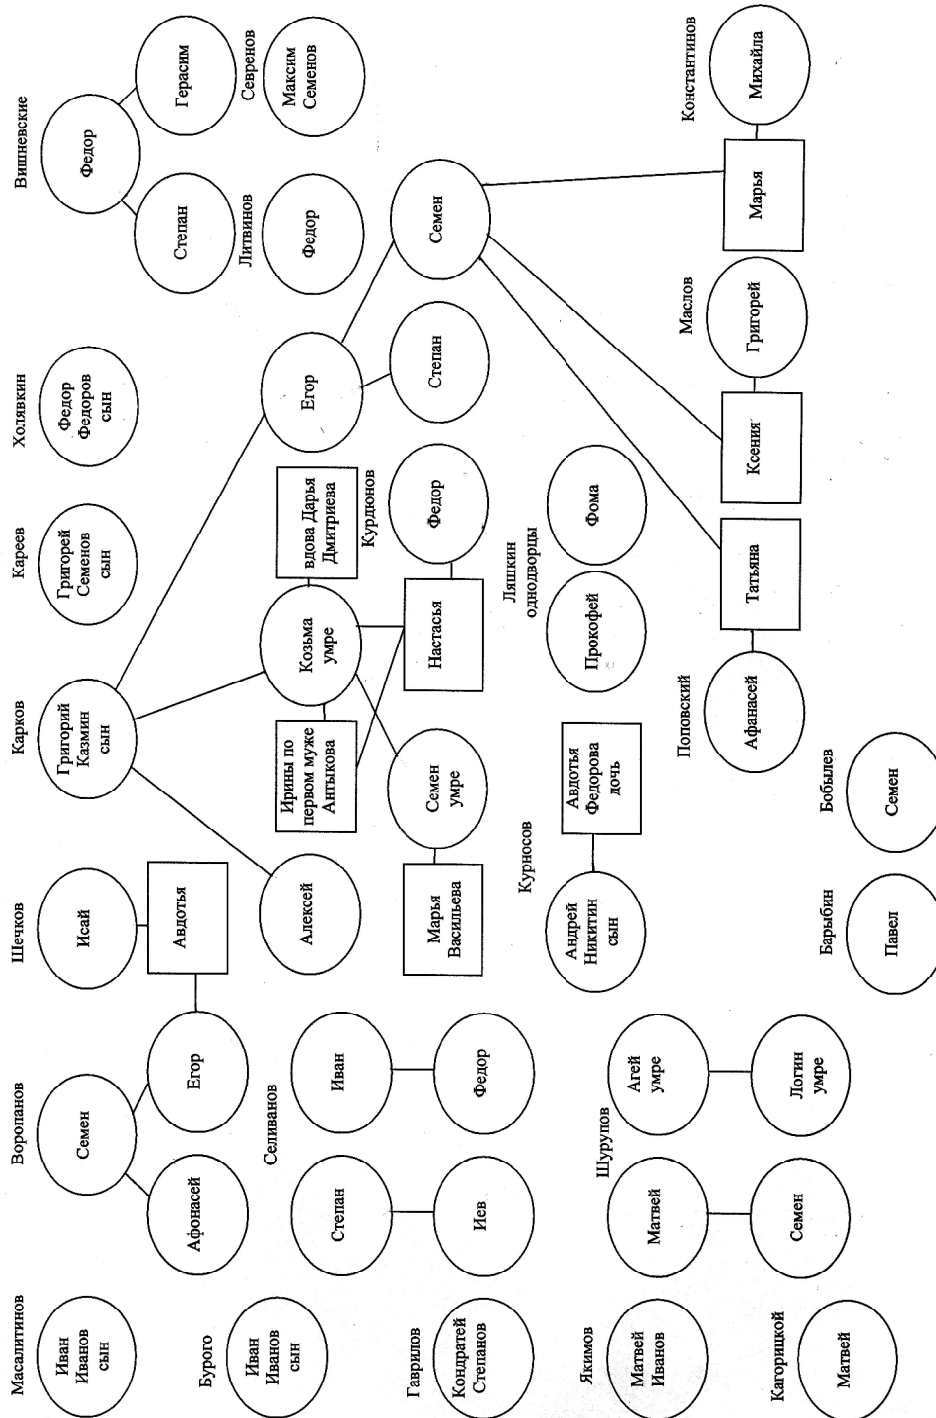 Масалитинов
Иван
Иванов
сын
Воропанов
Семен
Афонасей
Егор
Шечков
Исай
Авдотья
Карков
Григорий
Казмин
сын
Кареев
Григорей
Семенов
сын
Холявкин
Федор
Федоров
сын
Вишневские
Федор
Степан
Герасим
Бурого
Иван
Иванов
сын
Селиванов
Степан
Иван
Иев
Федор
Алексей
Ирины по
первом муже
Антыкова
Козьма
умре
вдова Дарья
Дмитриева
Егор
Литвинов
Федор
Севренов
Максим
Семенов
Гаврилов
Кондратей
Степанов
Марья
Васильева
Семен
умре
Настасья
Курдюнов
Федор
Степан
Семен
Якимов
Матвей
Иванов
Шурупов
Матвей
Агей
умре
Семен
Логин
умре
Курносов
Андрей
Никитин
сын
Авдотья
Федорова
дочь
Ляшкин
однодворцы
Прокофей
Фома
Поповский
Афанасей
Татьяна
Ксения
Маслов
Григорей
Марья
Константинов
Михайла
Кагорицкой
Матвей
Барыбин
Павел
Бобылев
Семен